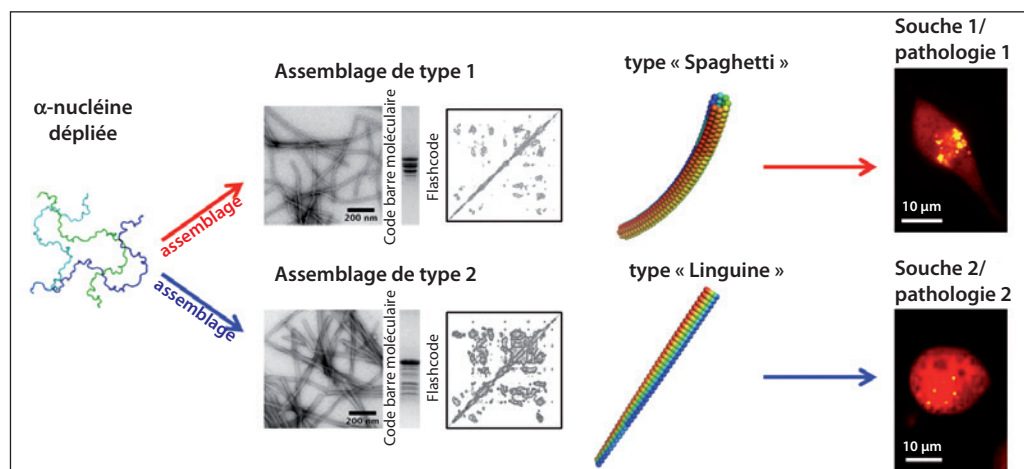 α-nucléine
dépliée
assemblage
assemblage
Assemblage de type 1
200 nm
Code barre moléculaire
Flashcode
type « Spaghetti »
Souche 1/
pathologie 1
10 µm
Assemblage de type 2
200 nm
Code barre moléculaire
Flashcode
type « Linguine »
Souche 2/
pathologie 2
10 µm